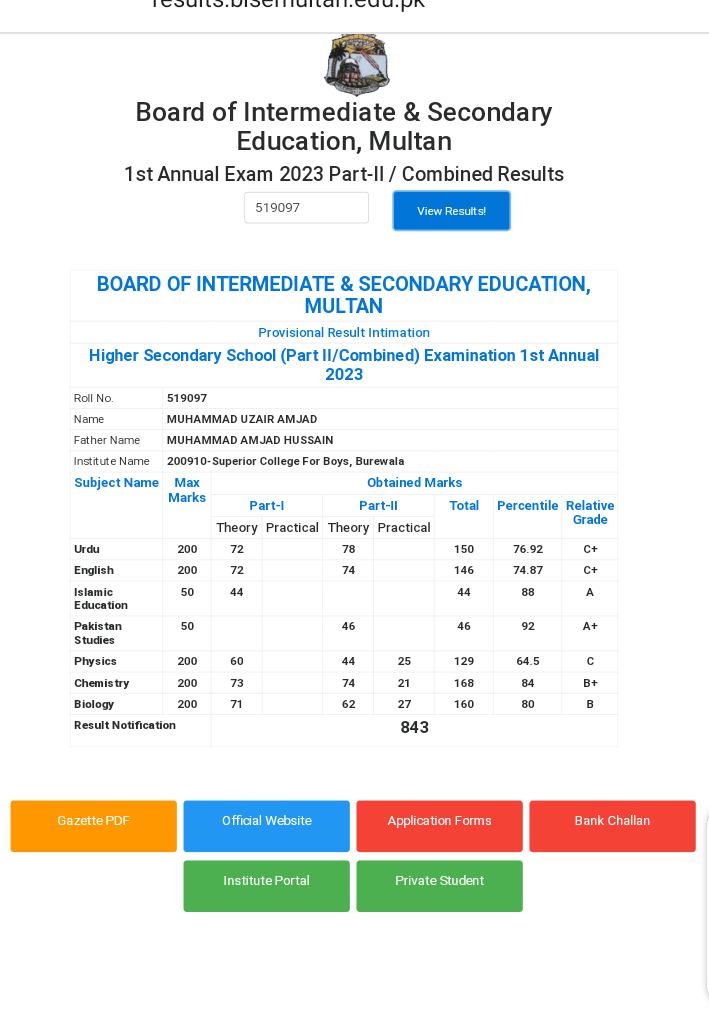 results.bisemultan.edu.pk
Board of Intermediate & Secondary
Education, Multan
1st Annual Exam 2023 Part-II / Combined Results
519097 View Results!
BOARD OF INTERMEDIATE & SECONDARY EDUCATION,
MULTAN
Provisional Result Intimation
Higher Secondary School (Part II/Combined) Examination 1st Annual
2023
Roll No. 519097
Name MUHAMMAD UZAIR AMJAD
Father Name MUHAMMAD AMJAD HUSSAIN
Institute Name 200910-Superior College For Boys, Burewala
Subject Name Max Marks Obtained Marks
Part-I Part-II Total Percentile Relative Grade
Theory Practical Theory Practical
Urdu 200 72 78 150 76.92 C+
English 200 72 74 146 74.87 C+
Islamic Education 50 44 44 88 A
Pakistan Studies 50 46 46 92 A+
Physics 200 60 44 25 129 64.5 C
Chemistry 200 73 74 21 168 84 B+
Biology 200 71 62 27 160 80 B
Result Notification 843
Gazette PDF Official Website Application Forms Bank Challan
Institute Portal Private Student